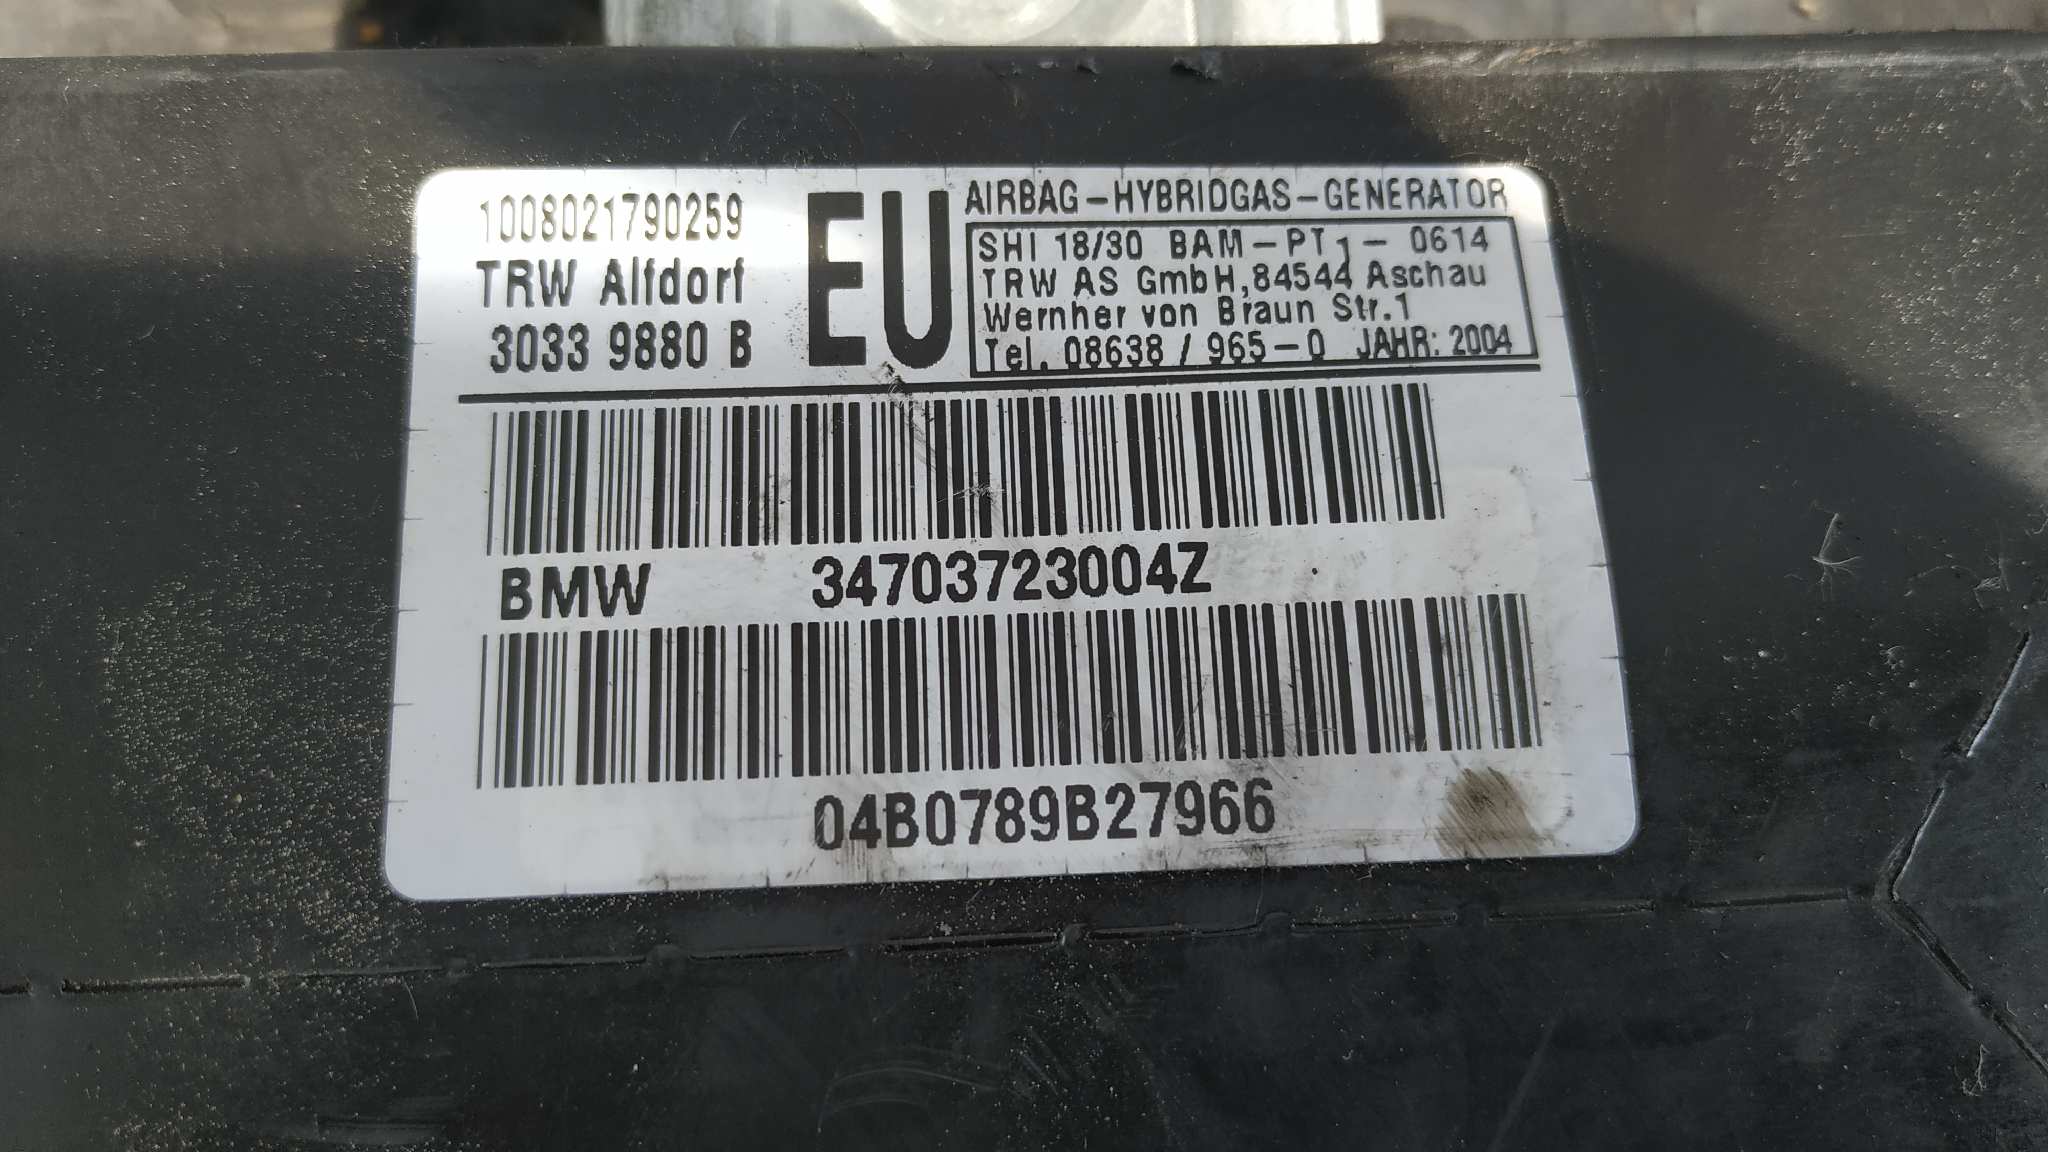 1008021790259
TRW Alfdorf
3033 9880 B
EU
AIRBAG-HYBRIDGAS-GENERATOR
SHI 18/30 BAM-PT1-0614
TRW AS GmbH,84544 Aschau
Wernher von Braun Str.1
Tel. 08638 / 965-0 JAHR: 2004
BMW 34703723004Z
04B0789B27966